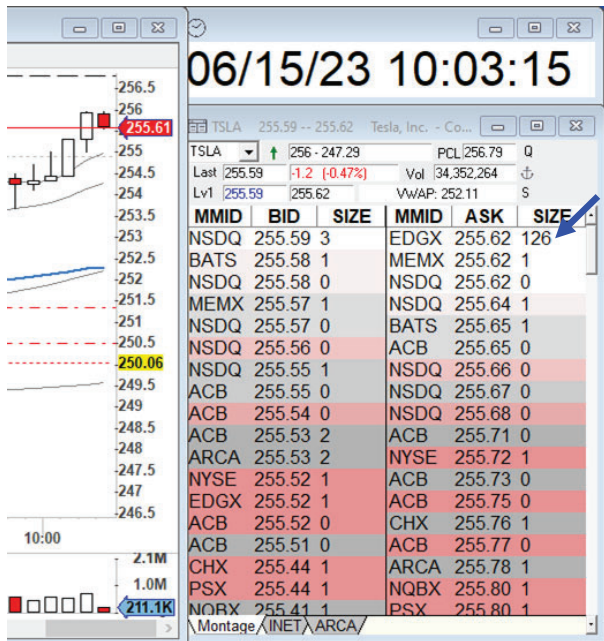 06/15/23 10:03:15
256.5
256
255.61
255
254.5
254
253.5
253
252.5
252
251.5
251
250.5
250.06
249.5
249
248.5
248
247.5
247
246.5
10:00
2.1M
1.0M
211.1K
TSLA 255.59 -- 255.62 Tesla, Inc. - Co...
TSLA 256 - 247.29 PCL 256.79 Q
Last 255.59 -1.2 (-0.47%) Vol 34,352,264
Lv1 255.59 255.62 VWAP: 252.11 S
MMID BID SIZE MMID ASK SIZE
NSDQ 255.59 3 EDGX 255.62 126
BATS 255.58 1 MEMX 255.62 1
NSDQ 255.58 0 NSDQ 255.62 0
MEMX 255.57 1 NSDQ 255.64 1
NSDQ 255.57 0 BATS 255.65 1
NSDQ 255.56 0 ACB 255.65 0
NSDQ 255.55 1 NSDQ 255.66 0
ACB 255.55 0 NSDQ 255.67 0
ACB 255.54 0 NSDQ 255.68 0
ACB 255.53 2 ACB 255.71 0
ARCA 255.53 2 NYSE 255.72 1
NYSE 255.52 1 ACB 255.73 0
EDGX 255.52 1 ACB 255.75 0
ACB 255.52 0 CHX 255.76 1
ACB 255.51 0 ACB 255.77 0
CHX 255.44 1 ARCA 255.78 1
PSX 255.44 1 NQBX 255.80 1
NQBX 255.41 1 PSX 255.80 1
Montage INET ARCA